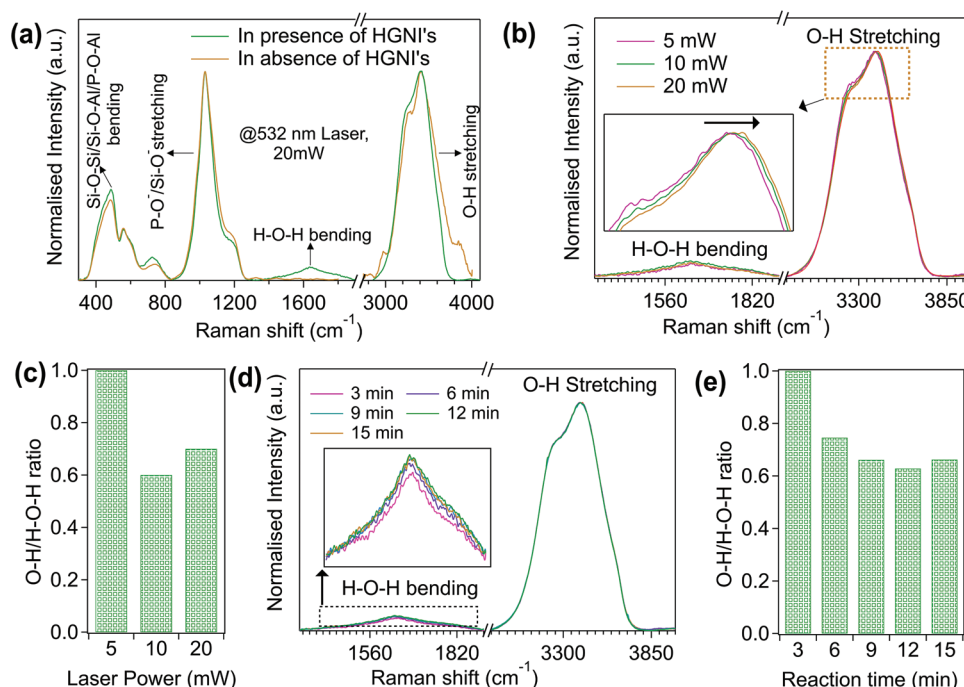 (a)
In presence of HGNI's
In absence of HGNI's
@532 nm Laser,
20mW
Si-O-Si/Si-O-Al/P-O-Al
bending
P-O⁻/Si-O⁻ stretching
H-O-H bending
O-H stretching
Normalised Intensity (a.u.)
300 600 1200 1600 3000 4000
Raman shift (cm⁻¹)
(b)
5 mW
10 mW
20 mW
O-H Stretching
H-O-H bending
Normalised Intensity (a.u.)
1560 1820 3300 3850
Raman shift (cm⁻¹)
(c)
1.0
0.8
0.6
0.4
0.2
0.0
O-H/H-O-H ratio
5 10 20
Laser Power (mW)
(d)
3 min 6 min
9 min 12 min
15 min
O-H Stretching
H-O-H bending
Normalised Intensity (a.u.)
1560 1820 3300 3850
Raman shift (cm⁻¹)
(e)
1.0
0.8
0.6
0.4
0.2
0.0
O-H/H-O-H ratio
3 6 9 12 15
Reaction time (min)